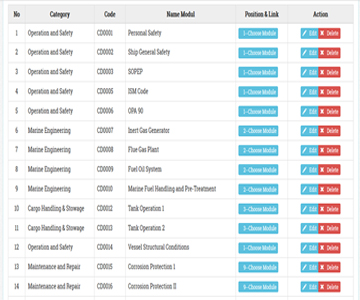 No Category Code Name Modul Position & Link Action
1 Operation and Safety CD0001 Personal Safety 1-Choose Module Edit Delete
2 Operation and Safety CD0002 Ship General Safety 1-Choose Module Edit Delete
3 Operation and Safety CD0003 SOPEP 1-Choose Module Edit Delete
4 Operation and Safety CD0005 ISM Code 1-Choose Module Edit Delete
5 Operation and Safety CD0006 OPA 90 1-Choose Module Edit Delete
6 Marine Engineering CD0007 Inert Gas Generator 2-Choose Module Edit Delete
7 Marine Engineering CD0008 Flue Gas Plant 2-Choose Module Edit Delete
8 Marine Engineering CD0009 Fuel Oil System 2-Choose Module Edit Delete
9 Marine Engineering CD0010 Marine Fuel Handling and Pre-Treatment 2-Choose Module Edit Delete
10 Cargo Handling & Stowage CD0012 Tank Operation 1 Choose Module Edit Delete
11 Cargo Handling & Stowage CD0013 Tank Operation 2 Choose Module Edit Delete
12 Operation and Safety CD0014 Vessel Structural Conditions 1-Choose Module Edit Delete
13 Maintenance and Repair CD0015 Corrosion Protection 1 Choose Module Edit Delete
14 Maintenance and Repair CD0016 Corrosion Protection II Choose Module Edit Delete